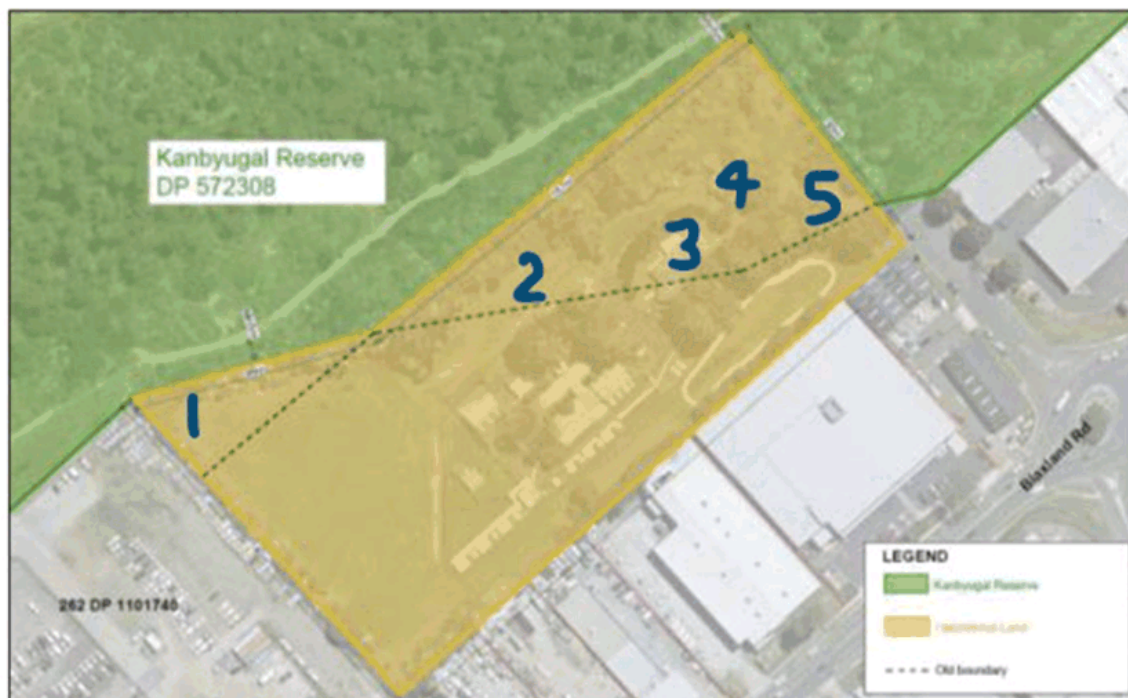 Kanbyugal Reserve
DP 572308
4
5
3
2
1
Blaxland Rd
262 DP 1101740
LEGEND
Kanbyugal Reserve
Land
Old boundary